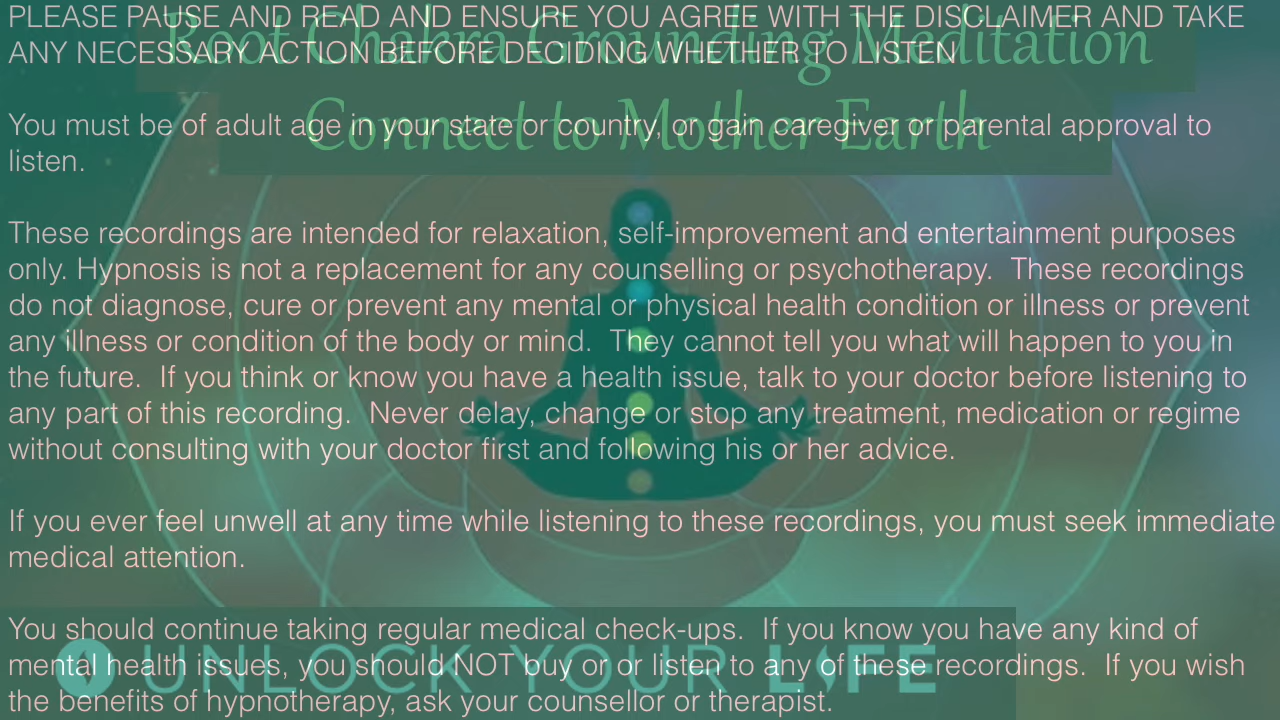 PLEASE PAUSE AND READ AND ENSURE YOU AGREE WITH THE DISCLAIMER AND TAKE
ANY NECESSARY ACTION BEFORE DECIDING WHETHER TO LISTEN
Root Chakra Grounding Meditation
Connect to Mother Earth
You must be of adult age in your state or country, or gain caregiver or parental approval to
listen.
These recordings are intended for relaxation, self-improvement and entertainment purposes
only. Hypnosis is not a replacement for any counselling or psychotherapy.  These recordings
do not diagnose, cure or prevent any mental or physical health condition or illness or prevent
any illness or condition of the body or mind.  They cannot tell you what will happen to you in
the future.  If you think or know you have a health issue, talk to your doctor before listening to
any part of this recording.  Never delay, change or stop any treatment, medication or regime
without consulting with your doctor first and following his or her advice.
If you ever feel unwell at any time while listening to these recordings, you must seek immediate
medical attention.
You should continue taking regular medical check-ups.  If you know you have any kind of
mental health issues, you should NOT buy or or listen to any of these recordings.  If you wish
the benefits of hypnotherapy, ask your counsellor or therapist.
UNLOCK YOUR LIFE